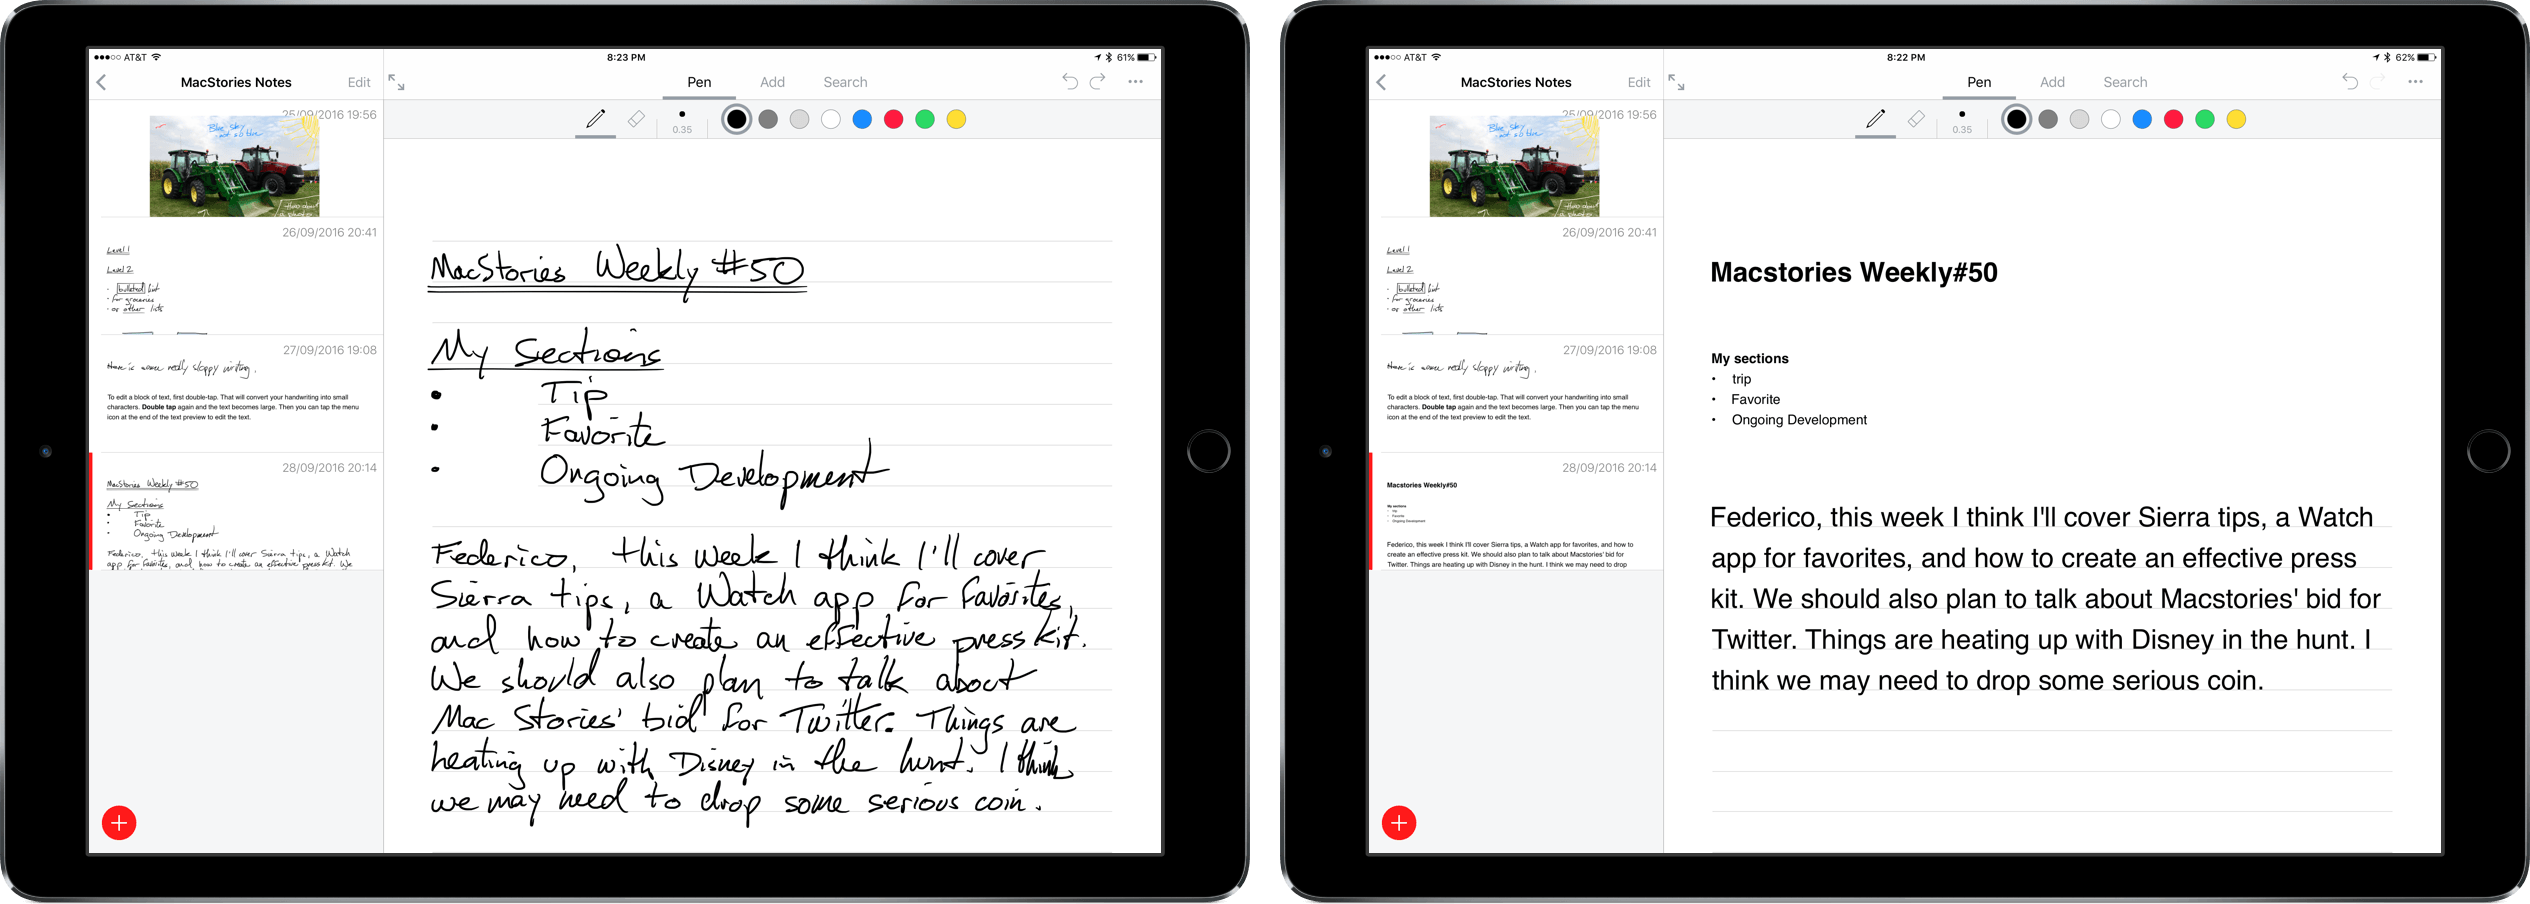 AT&T
8:23 PM
61%
MacStories Notes
Edit
Pen
Add
Search
0.35
25/09/2016 19:56
Blue sky
not so blue
26/09/2016 20:41
Level 1
Level 2
• bulleted list
• for groceries
• or other lists
27/09/2016 19:08
Here is some really sloppy writing.
To edit a block of text, first double-tap. That will convert your handwriting into small
characters. Double tap again and the text becomes large. Then you can tap the menu
icon at the end of the text preview to edit the text.
28/09/2016 20:14
MacStories Weekly #50
My Sections
• Tip
• Favorite
• Ongoing Development
Federico, this week I think I'll cover Sierra tips, a Watch
app for favorites, and how to create an effective press kit. We
MacStories Weekly #50
My Sections
• Tip
• Favorite
• Ongoing Development
Federico, this week I think I'll cover
Sierra tips, a Watch app for favorites,
and how to create an effective press kit.
We should also plan to talk about
Mac Stories' bid for Twitter. Things are
heating up with Disney in the hunt. I think
we may need to drop some serious coin.
AT&T
8:22 PM
62%
MacStories Notes
Edit
Pen
Add
Search
0.35
25/09/2016 19:56
Blue sky
not so blue
26/09/2016 20:41
Level 1
Level 2
• bulleted list
• for groceries
• or other lists
27/09/2016 19:08
Here is some really sloppy writing.
To edit a block of text, first double-tap. That will convert your handwriting into small
characters. Double tap again and the text becomes large. Then you can tap the menu
icon at the end of the text preview to edit the text.
28/09/2016 20:14
Macstories Weekly#50
My sections
• trip
• Favorite
• Ongoing Development
Federico, this week I think I'll cover Sierra tips, a Watch app for favorites, and how to
create an effective press kit. We should also plan to talk about Macstories' bid for
Twitter. Things are heating up with Disney in the hunt. I think we may need to drop
Macstories Weekly#50
My sections
• trip
• Favorite
• Ongoing Development
Federico, this week I think I'll cover Sierra tips, a Watch
app for favorites, and how to create an effective press
kit. We should also plan to talk about Macstories' bid for
Twitter. Things are heating up with Disney in the hunt. I
think we may need to drop some serious coin.